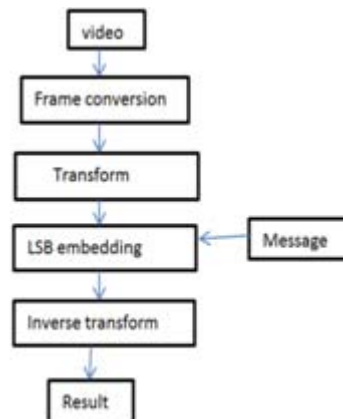 video
Frame conversion
Transform
LSB embedding
Message
Inverse transform
Result